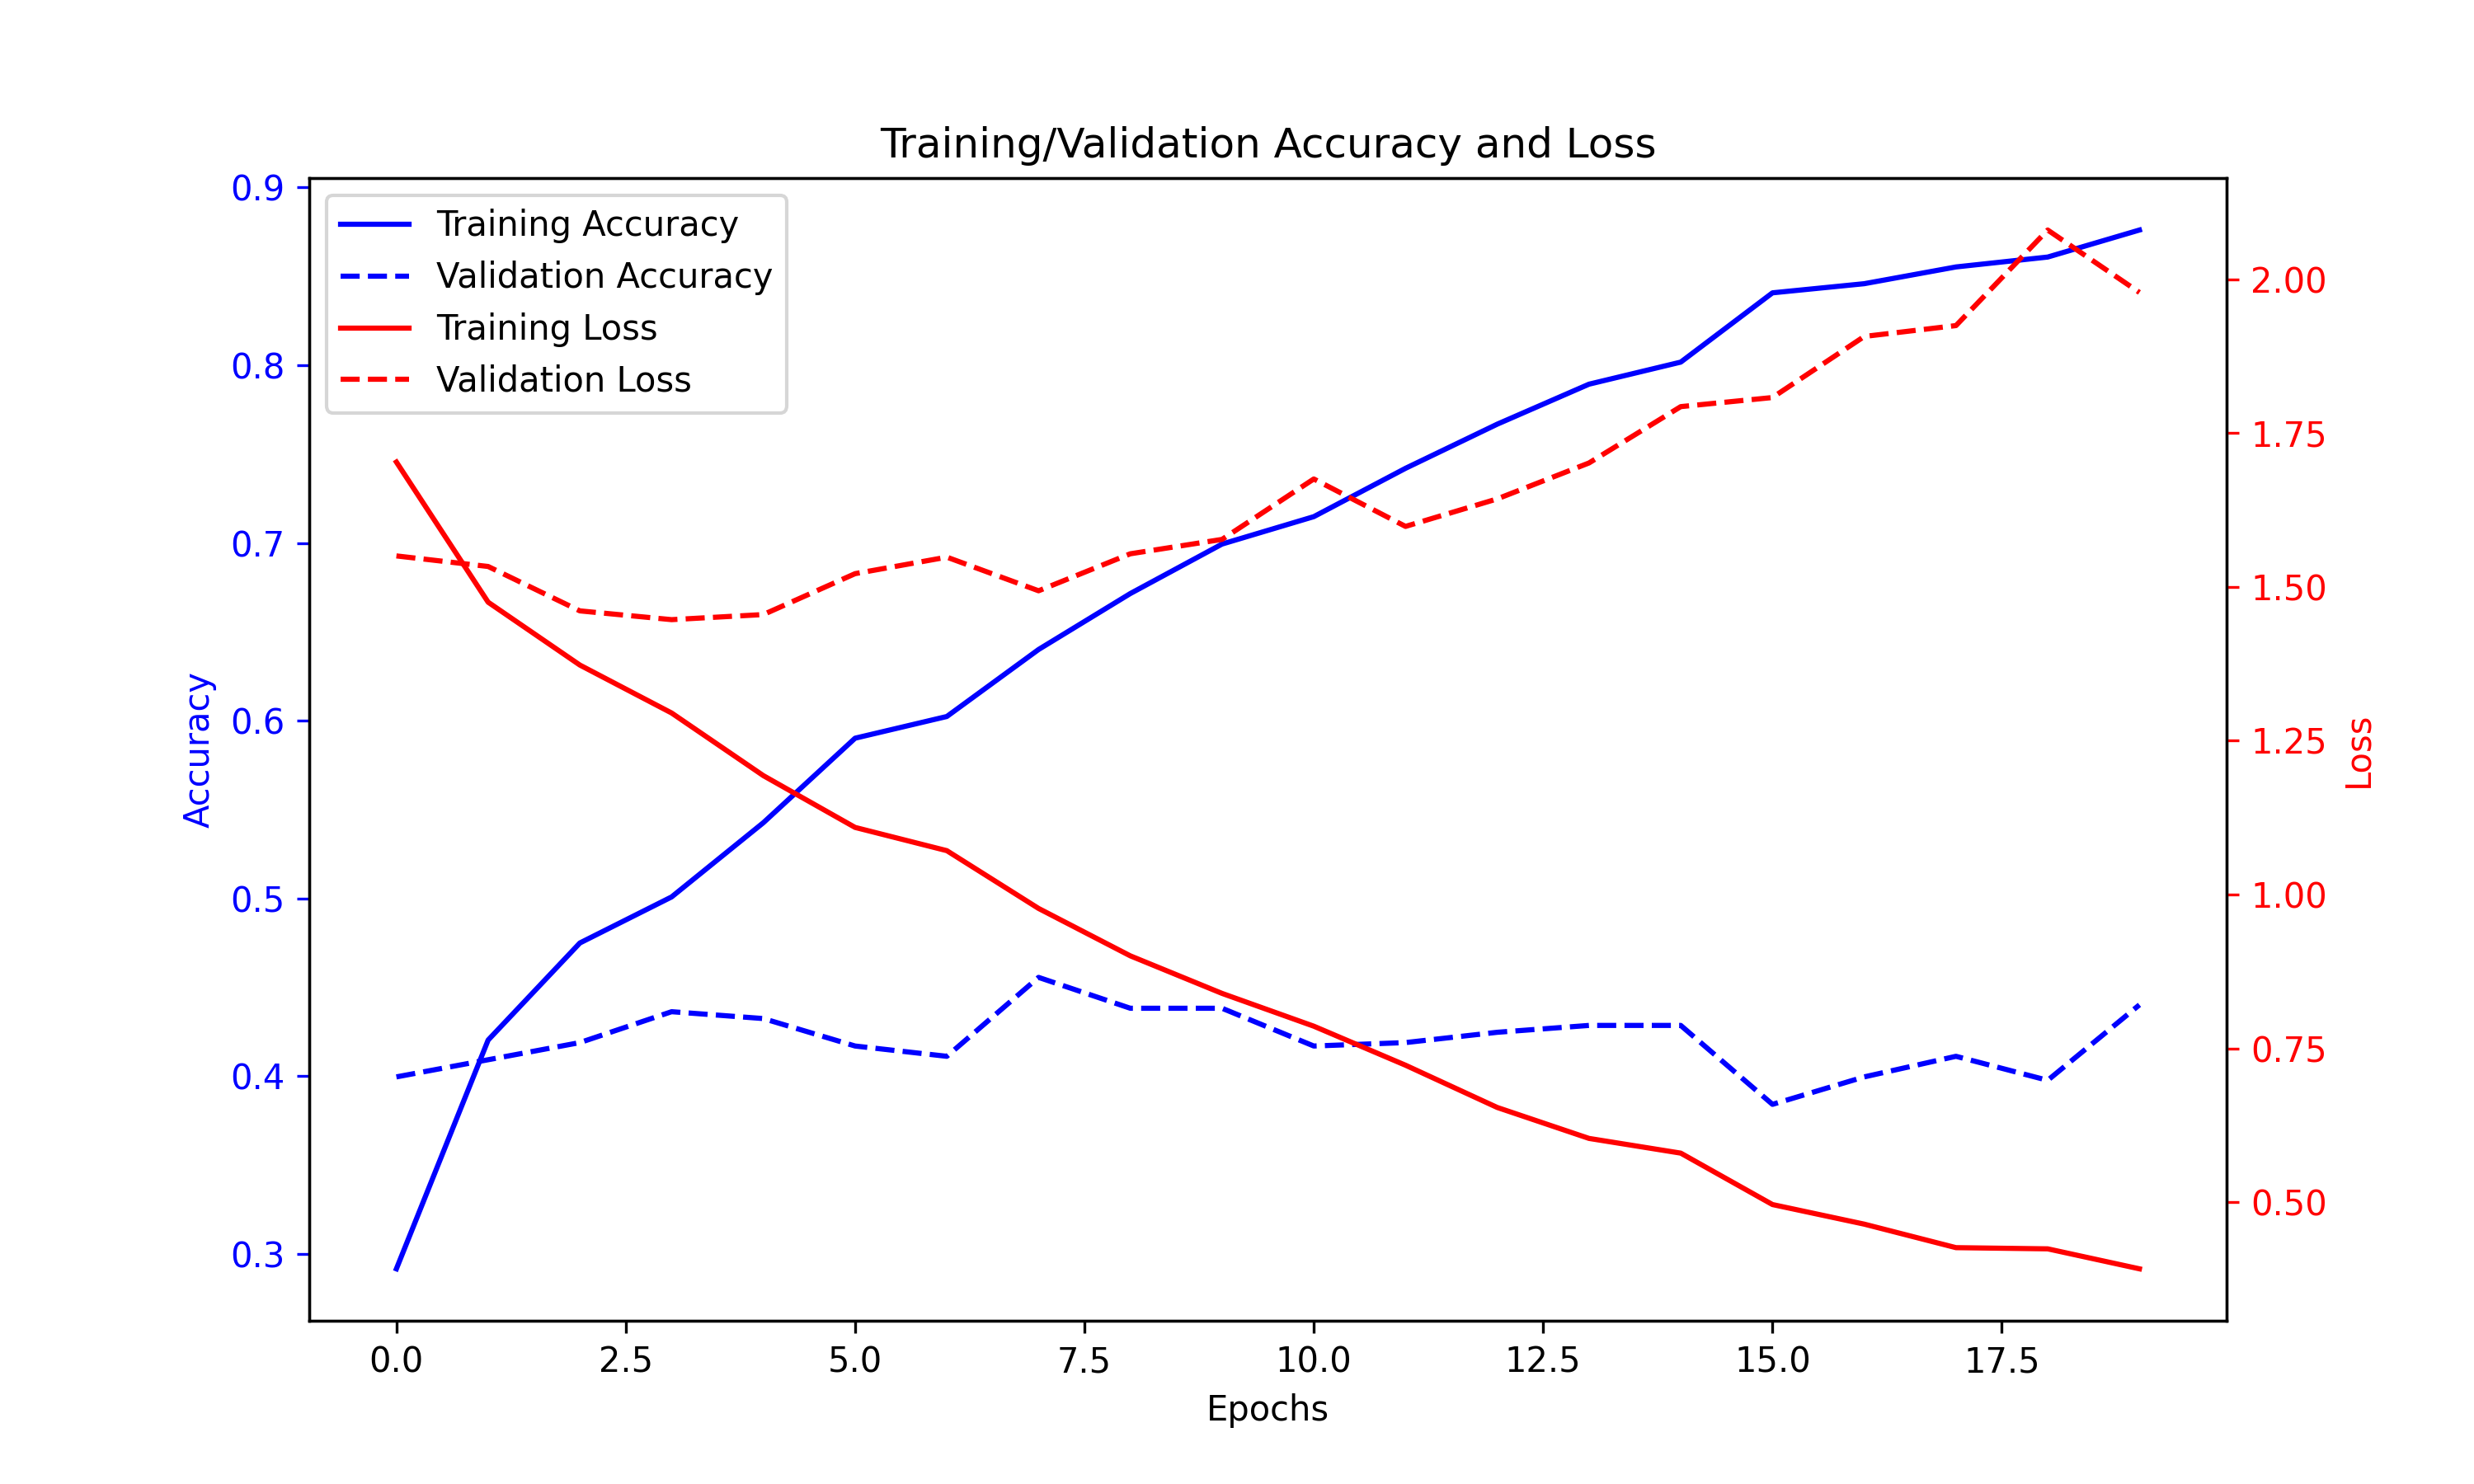 Training/Validation Accuracy and Loss
Training Accuracy
Validation Accuracy
Training Loss
Validation Loss
Accuracy
0.9
0.8
0.7
0.6
0.5
0.4
0.3
2.00
1.75
1.50
1.25
1.00
0.75
0.50
Loss
0.0 2.5 5.0 7.5 10.0 12.5 15.0 17.5
Epochs